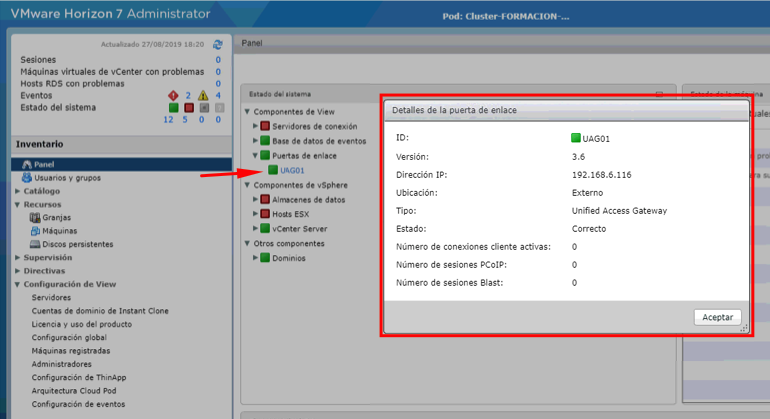 VMware Horizon 7 Administrator
Pod: Cluster-FORMACION-...
Actualizado 27/08/2019 18:20
Sesiones 0
Máquinas virtuales de vCenter con problemas 0
Hosts RDS con problemas 0
Eventos 2 4
Estado del sistema
12 5 0 0
Inventario
Panel
Usuarios y grupos
Catálogo
Recursos
Granjas
Máquinas
Discos persistentes
Supervisión
Directivas
Configuración de View
Servidores
Cuentas de dominio de Instant Clone
Licencia y uso del producto
Configuración global
Máquinas registradas
Administradores
Configuración de ThinApp
Arquitectura Cloud Pod
Configuración de eventos
Panel
Estado del sistema
Componentes de View
Servidores de conexión
Base de datos de eventos
Puertas de enlace
UAG01
Componentes de vSphere
Almacenes de datos
Hosts ESX
vCenter Server
Otros componentes
Dominios
Detalles de la puerta de enlace
ID: UAG01
Versión: 3.6
Dirección IP: 192.168.6.116
Ubicación: Externo
Tipo: Unified Access Gateway
Estado: Correcto
Número de conexiones cliente activas: 0
Número de sesiones PCoIP: 0
Número de sesiones Blast: 0
Aceptar